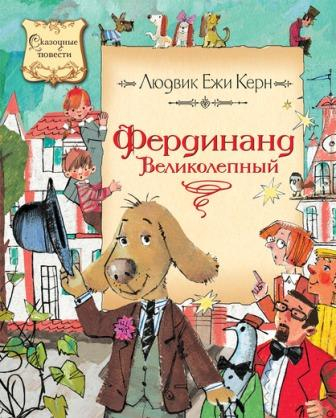 Сказочные
повести
Людвик Ежи Керн
Фердинанд
Великолепный